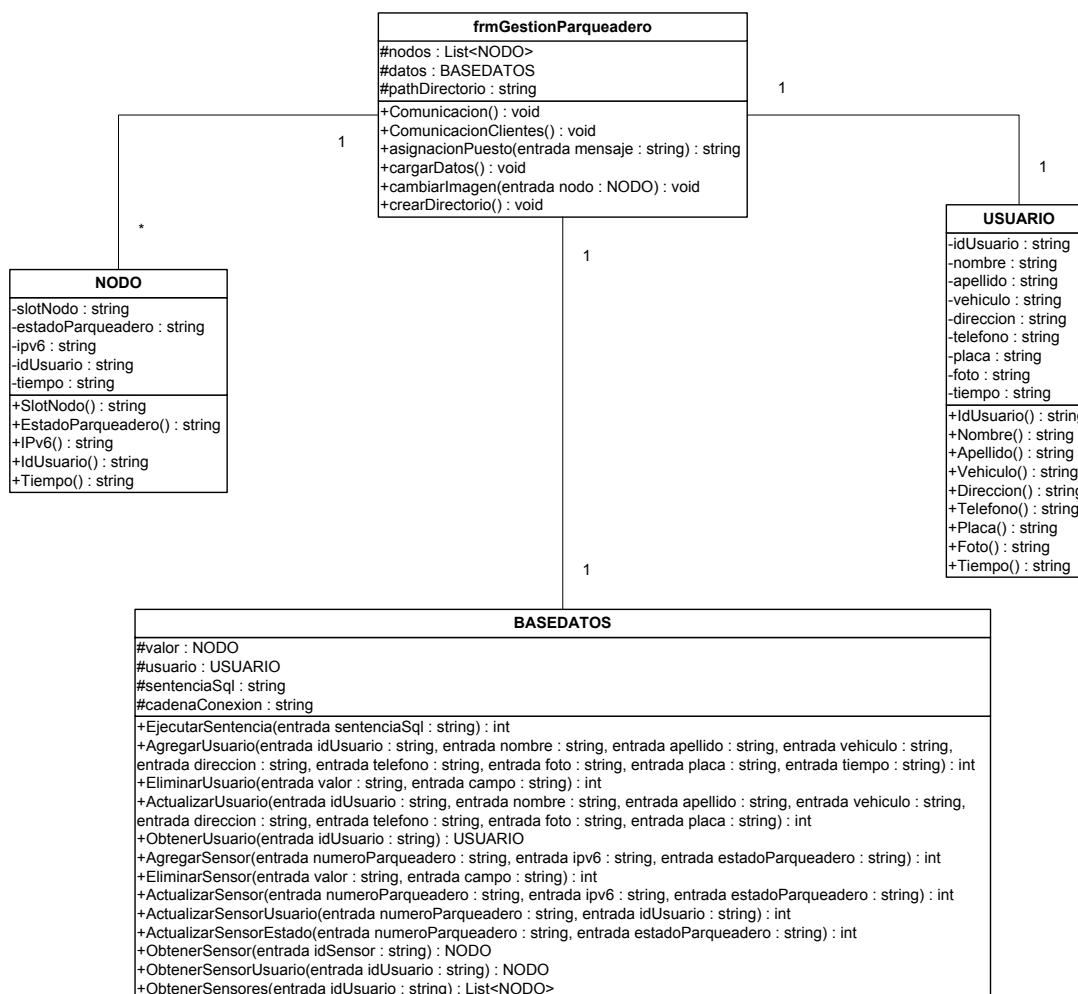 frmGestionParqueadero
#nodos : List<NODO>
#datos : BASEDATOS
#pathDirectorio : string
+Comunicacion() : void
+ComunicacionClientes() : void
+asignacionPuesto(entrada mensaje : string) : string
+cargarDatos() : void
+cambiarImagen(entrada nodo : NODO) : void
+crearDirectorio() : void
1
1
1
*
1
NODO
-slotNodo : string
-estadoParqueadero : string
-ipv6 : string
-idUsuario : string
-tiempo : string
+SlotNodo() : string
+EstadoParqueadero() : string
+IPv6() : string
+IdUsuario() : string
+Tiempo() : string
USUARIO
-idUsuario : string
-nombre : string
-apellido : string
-vehiculo : string
-direccion : string
-telefono : string
-placa : string
-foto : string
-tiempo : string
+IdUsuario() : string
+Nombre() : string
+Apellido() : string
+Vehiculo() : string
+Direccion() : string
+Telefono() : string
+Placa() : string
+Foto() : string
+Tiempo() : string
1
BASEDATOS
#valor : NODO
#usuario : USUARIO
#sentenciaSql : string
#cadenaConexion : string
+EjecutarSentencia(entrada sentenciaSql : string) : int
+AgregarUsuario(entrada idUsuario : string, entrada nombre : string, entrada apellido : string, entrada vehiculo : string,
entrada direccion : string, entrada telefono : string, entrada foto : string, entrada placa : string, entrada tiempo : string) : int
+EliminarUsuario(entrada valor : string, entrada campo : string) : int
+ActualizarUsuario(entrada idUsuario : string, entrada nombre : string, entrada apellido : string, entrada vehiculo : string,
entrada direccion : string, entrada telefono : string, entrada foto : string, entrada placa : string) : int
+ObtenerUsuario(entrada idUsuario : string) : USUARIO
+AgregarSensor(entrada numeroParqueadero : string, entrada ipv6 : string, entrada estadoParqueadero : string) : int
+EliminarSensor(entrada valor : string, entrada campo : string) : int
+ActualizarSensor(entrada numeroParqueadero : string, entrada ipv6 : string, entrada estadoParqueadero : string) : int
+ActualizarSensorUsuario(entrada numeroParqueadero : string, entrada idUsuario : string) : int
+ActualizarSensorEstado(entrada numeroParqueadero : string, entrada estadoParqueadero : string) : int
+ObtenerSensor(entrada idSensor : string) : NODO
+ObtenerSensorUsuario(entrada idUsuario : string) : NODO
+ObtenerSensores(entrada idUsuario : string) : List<NODO>